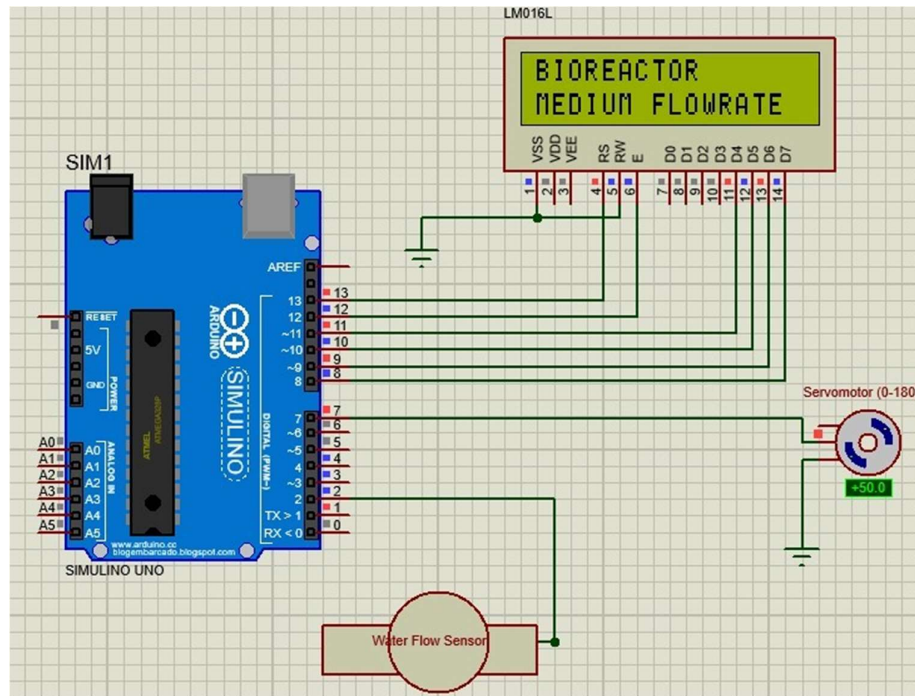 LM016L
BIOREACTOR
MEDIUM FLOWRATE
VSS
VDD
VEE
RS
RW
E
D0
D1
D2
D3
D4
D5
D6
D7
1
2
3
4
5
6
7
8
9
10
11
12
13
14
SIM1
AREF
13
12
~11
~10
~9
8
13
12
11
10
9
8
RESET
5V
GND
POWER
ARDUINO
SIMULINO
ATMEL
ATMEGA328P
DIGITAL (PWM~)
ANALOG IN
7
~6
~5
4
~3
2
TX > 1
RX < 0
7
6
5
4
3
2
1
0
A0
A1
A2
A3
A4
A5
A0
A1
A2
A3
A4
A5
www.arduino.cc
blogembarcado.blogspot.com
SIMULINO UNO
Servomotor (0-180
+50.0
Water Flow Sensor